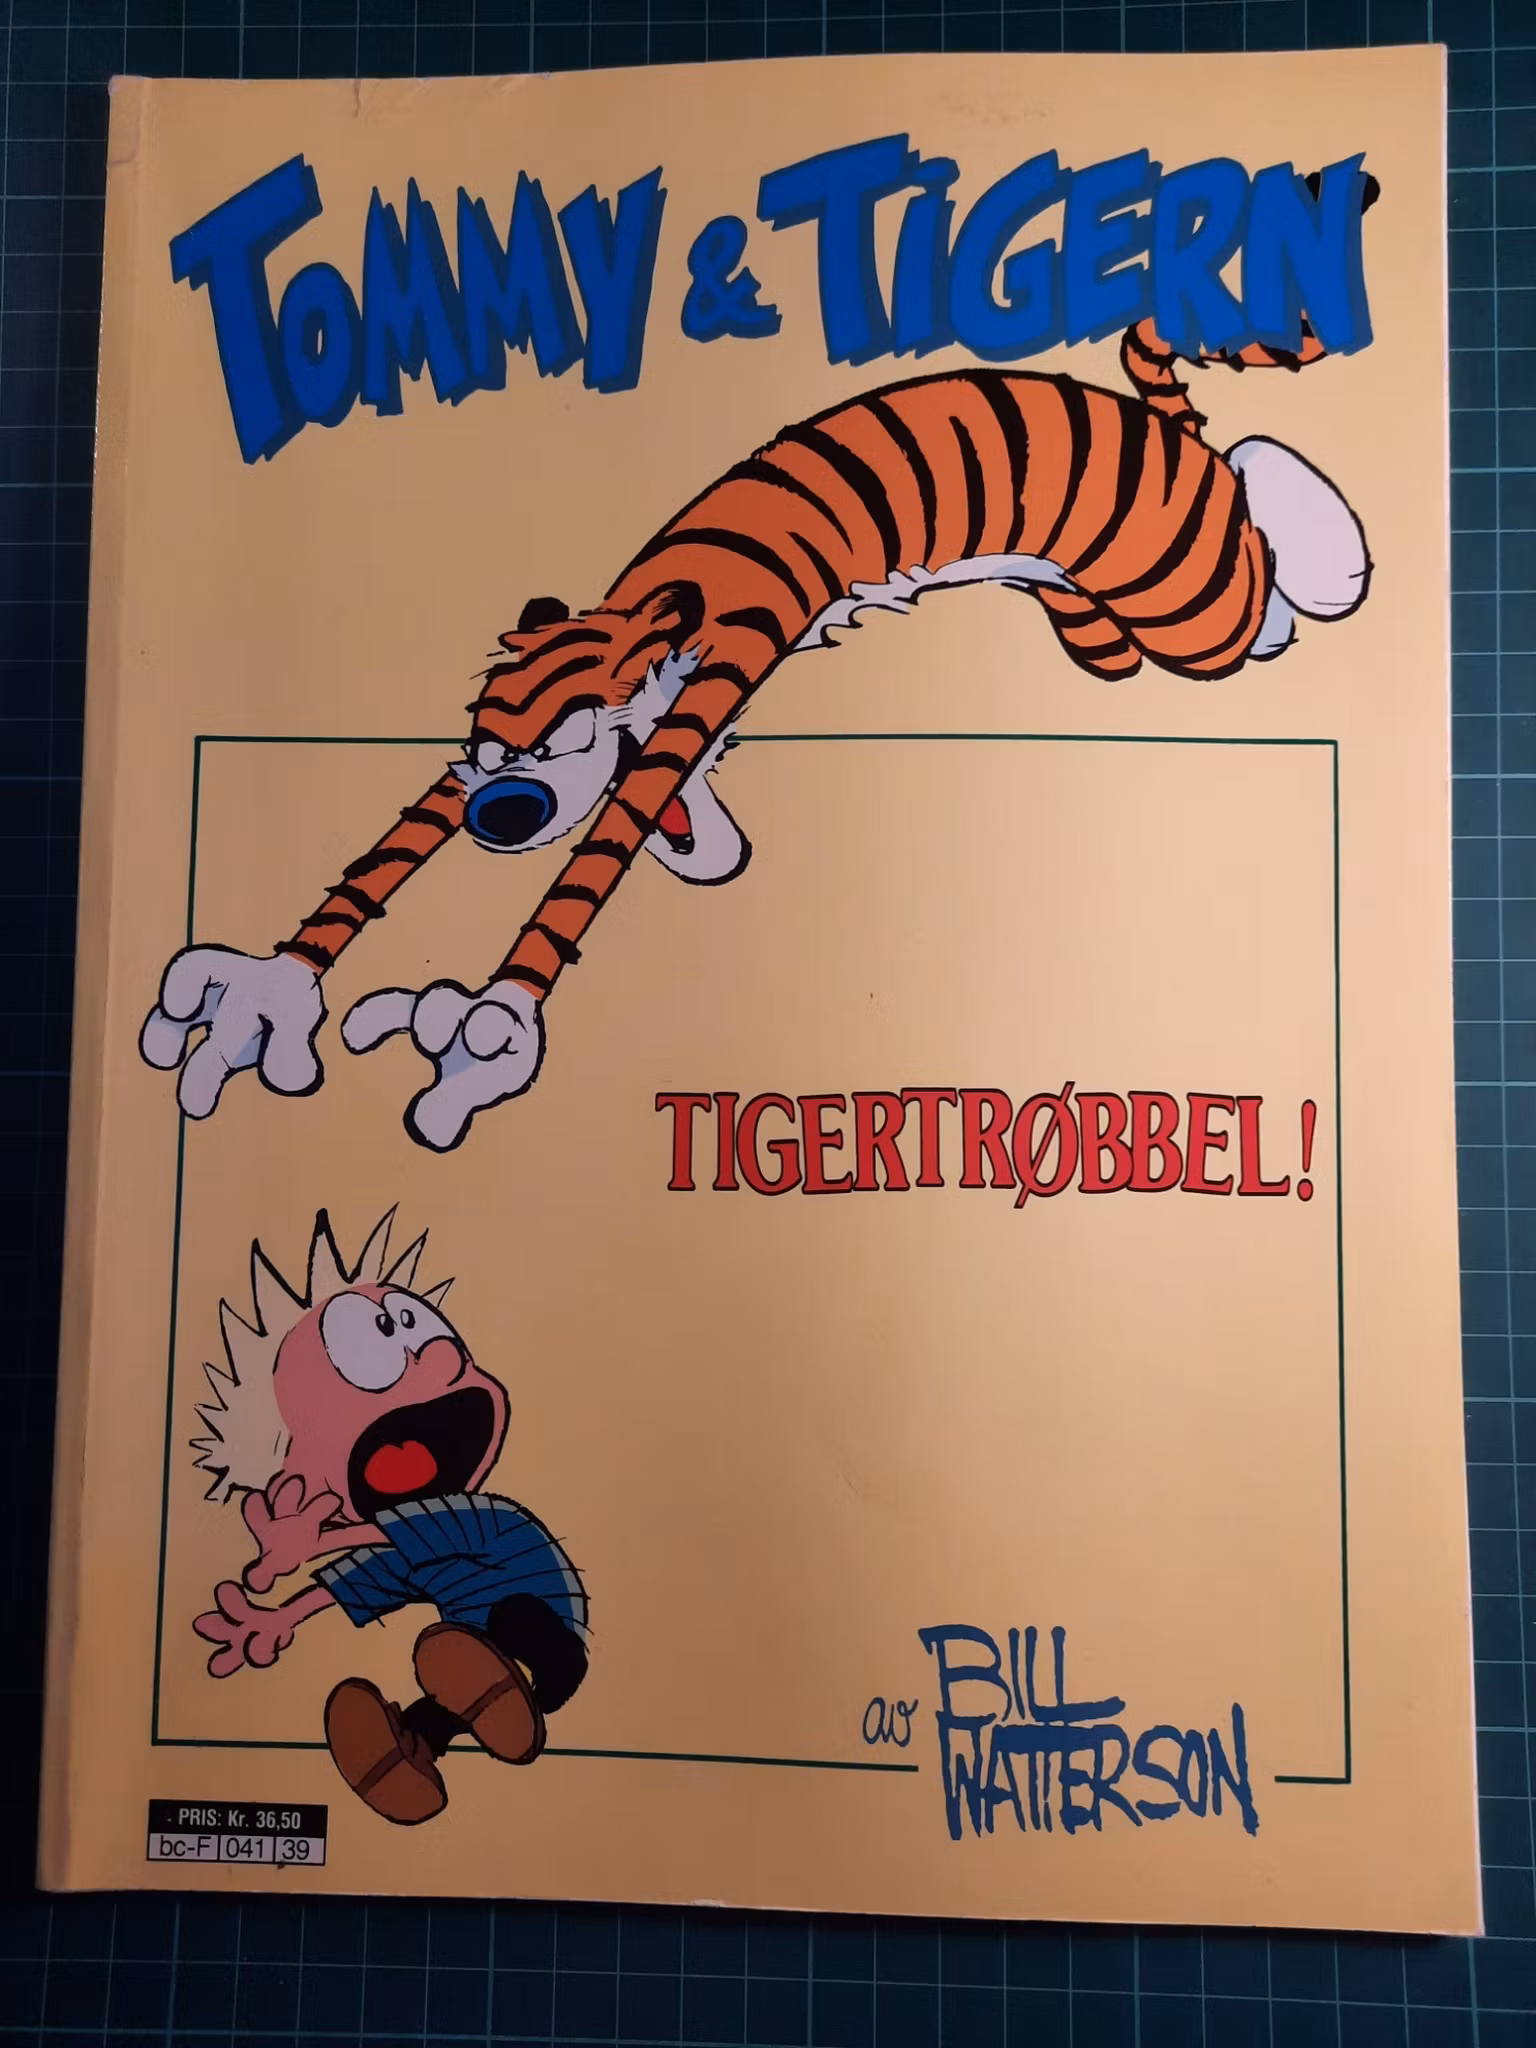 TOMMY & TiGERN
TIGERTRØBBEL!
av BILL
WATTERSON
PRIS: Kr. 36,50
bc-F 041 39